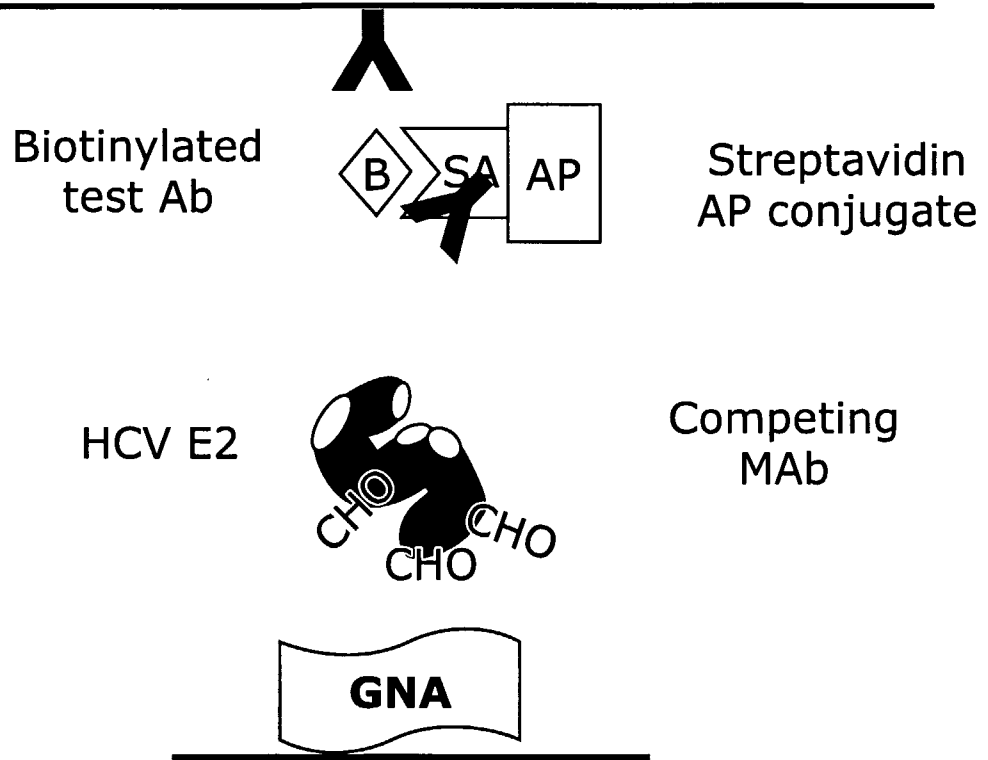 Biotinylated
test Ab
B
SA
AP
Streptavidin
AP conjugate
HCV E2
Competing
MAb
CHO
CHO
CHO
GNA